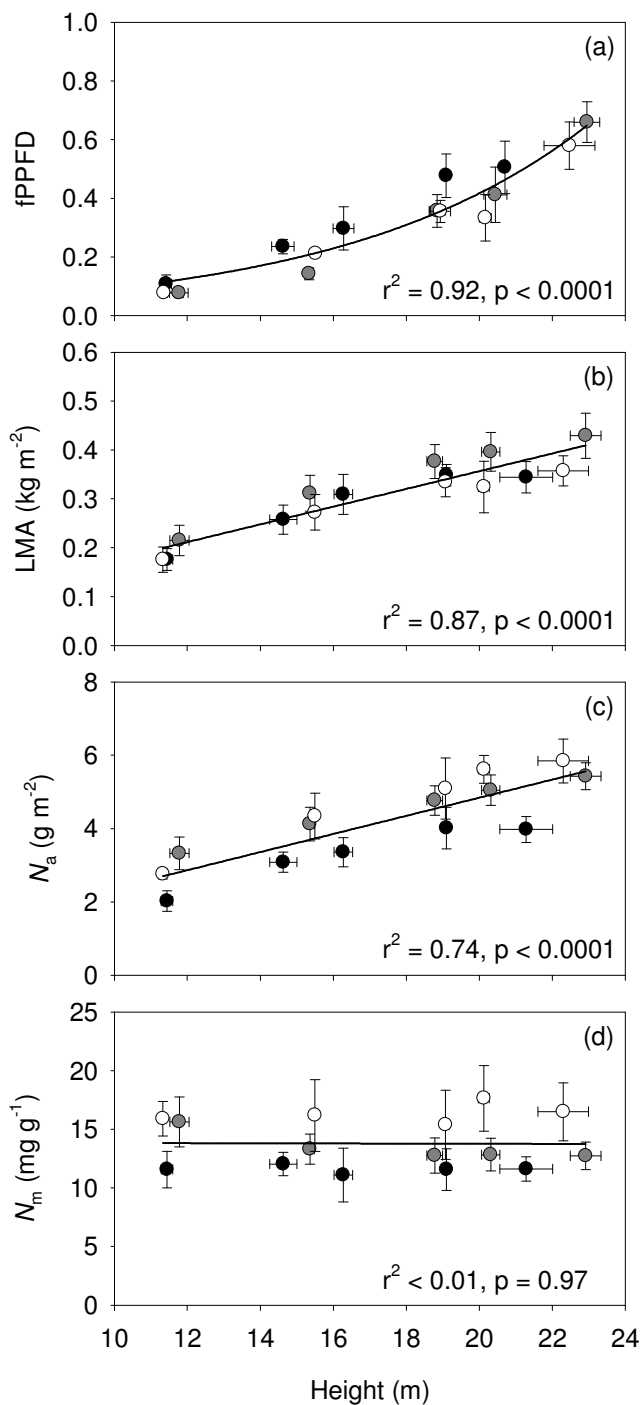 (a)
1.0
0.8
0.6
0.4
0.2
0.0
fPPFD
r² = 0.92, p < 0.0001
(b)
0.6
0.5
0.4
0.3
0.2
0.1
0.0
LMA (kg m⁻²)
r² = 0.87, p < 0.0001
(c)
8
6
4
2
0
Nₐ (g m⁻²)
r² = 0.74, p < 0.0001
(d)
25
20
15
10
5
0
Nₘ (mg g⁻¹)
r² < 0.01, p = 0.97
10 12 14 16 18 20 22 24
Height (m)